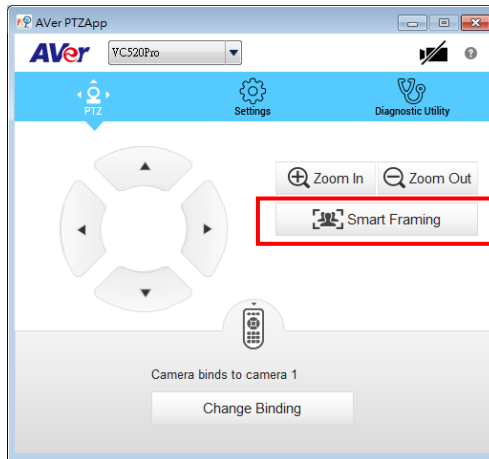 AVer PTZApp
AVer VC520Pro
PTZ Settings Diagnostic Utility
Zoom In Zoom Out
Smart Framing
Camera binds to camera 1
Change Binding